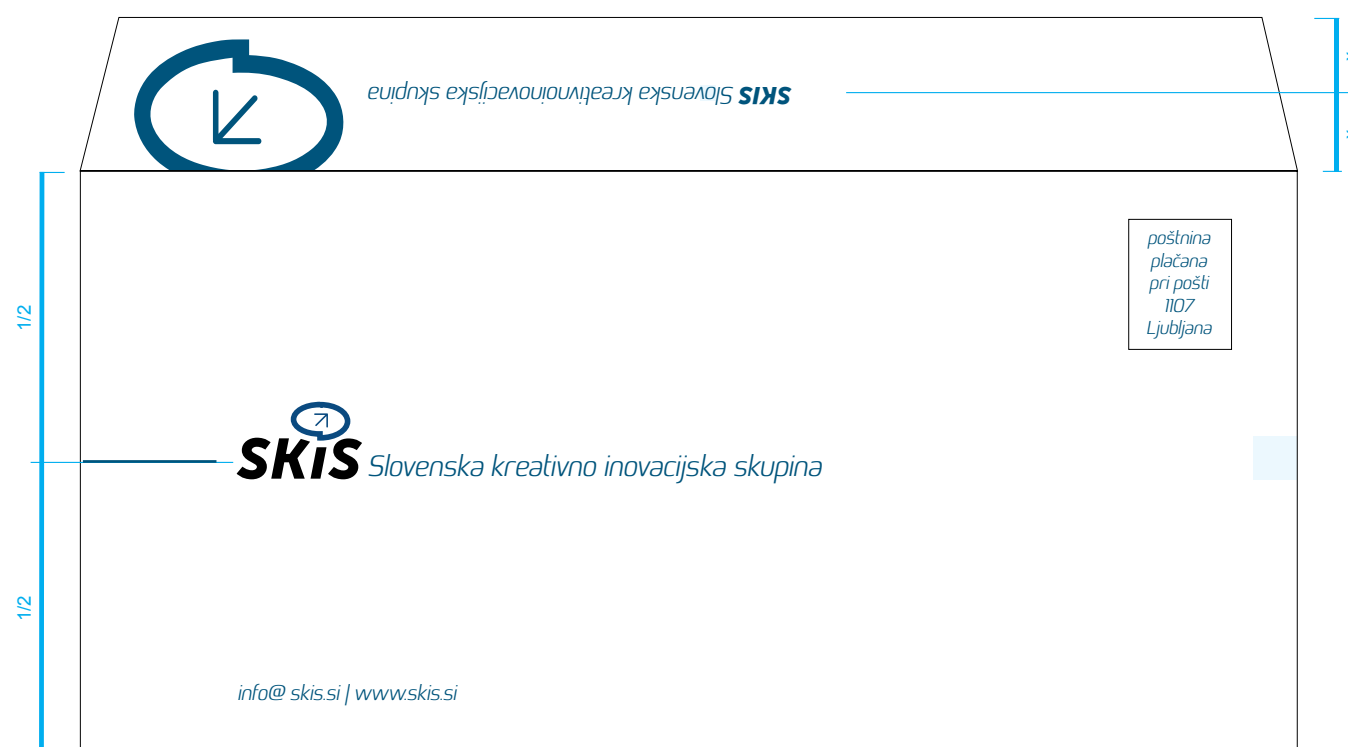 SKIS Slovenska kreativnoinovacijska skupina
poštnina
plačana
pri pošti
1107
Ljubljana
1/2
SKiS Slovenska kreativno inovacijska skupina
1/2
info@ skis.si | www.skis.si